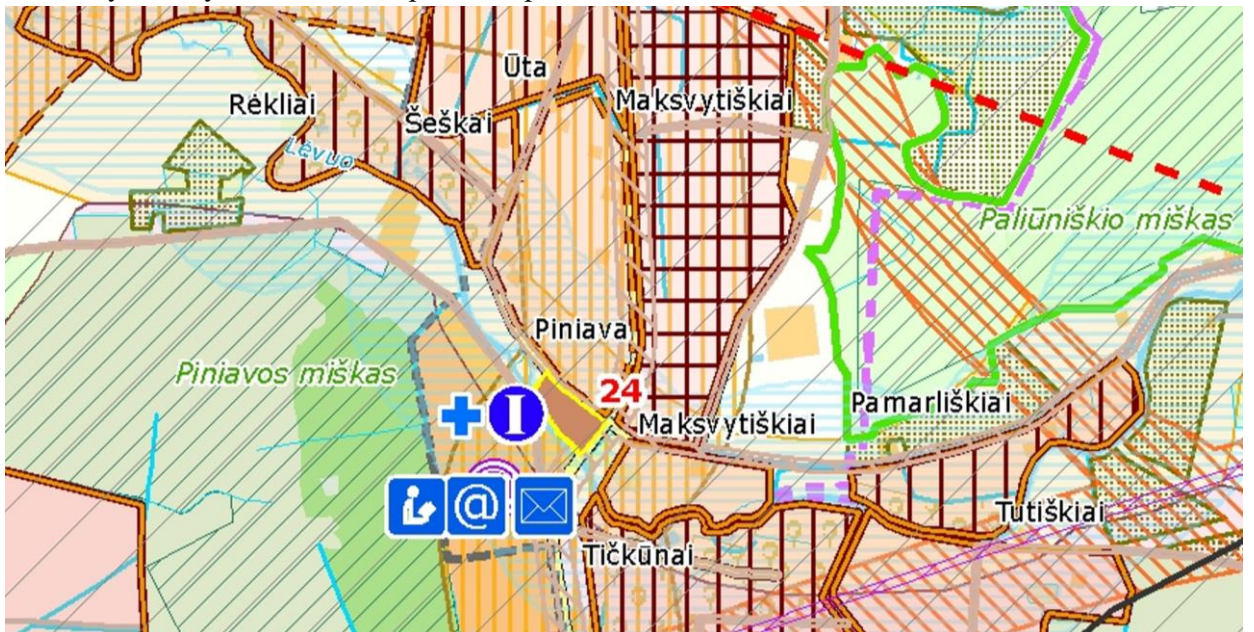 Ūta
Rėkliai
Maksvytiškiai
Šeškai
Lėvuo
Paliūniškio miškas
Piniava
Piniavos miškas
24
I
Pamarliškiai
Maksvytiškiai
@
Tutiškiai
Tičkūnai